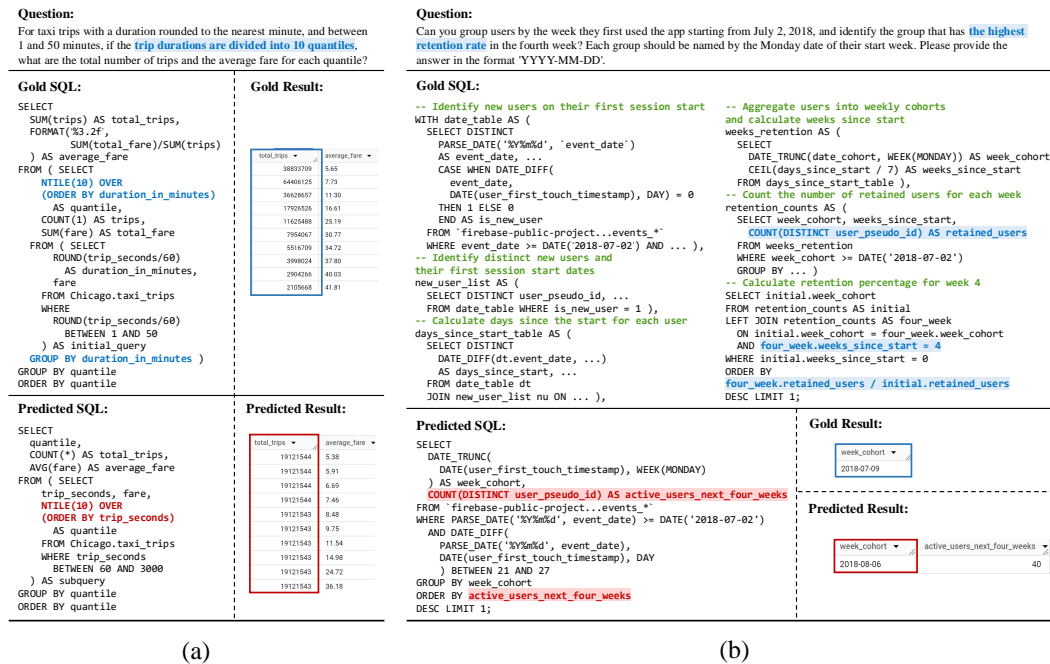 Question:
For taxi trips with a duration rounded to the nearest minute, and between
1 and 50 minutes, if the trip durations are divided into 10 quantiles,
what are the total number of trips and the average fare for each quantile?
Gold SQL:
SELECT
SUM(trips) AS total_trips,
FORMAT('%3.2f',
SUM(total_fare)/SUM(trips)
) AS average_fare
FROM ( SELECT
NTILE(10) OVER
(ORDER BY duration_in_minutes)
AS quantile,
COUNT(1) AS trips,
SUM(fare) AS total_fare
FROM ( SELECT
ROUND(trip_seconds/60)
AS duration_in_minutes,
fare
FROM Chicago.taxi_trips
WHERE
ROUND(trip_seconds/60)
BETWEEN 1 AND 50
) AS initial_query
GROUP BY duration_in_minutes )
GROUP BY quantile
ORDER BY quantile
Gold Result:
total_trips average_fare
38833709 5.65
64406125 7.73
36628657 11.30
17926526 16.61
11625488 25.19
7954067 30.77
5516709 34.72
3998024 37.80
2904266 40.03
2105668 41.81
Predicted SQL:
SELECT
quantile,
COUNT(*) AS total_trips,
AVG(fare) AS average_fare
FROM ( SELECT
trip_seconds, fare,
NTILE(10) OVER
(ORDER BY trip_seconds)
AS quantile
FROM Chicago.taxi_trips
WHERE trip_seconds
BETWEEN 60 AND 3000
) AS subquery
GROUP BY quantile
ORDER BY quantile
Predicted Result:
total_trips average_fare
19121544 5.38
19121544 5.91
19121544 6.69
19121544 7.46
19121543 8.48
19121543 9.75
19121543 11.54
19121543 14.98
19121543 24.72
19121543 36.18
(a)
Question:
Can you group users by the week they first used the app starting from July 2, 2018, and identify the group that has the highest
retention rate in the fourth week? Each group should be named by the Monday date of their start week. Please provide the
answer in the format 'YYYY-MM-DD'.
Gold SQL:
-- Identify new users on their first session start
WITH date_table AS (
SELECT DISTINCT
PARSE_DATE('%Y%m%d', `event_date`)
AS event_date, ...
CASE WHEN DATE_DIFF(
event_date,
DATE(user_first_touch_timestamp), DAY) = 0
THEN 1 ELSE 0
END AS is_new_user
FROM `firebase-public-project...events_*`
WHERE event_date >= DATE('2018-07-02') AND ... ),
-- Identify distinct new users and
their first session start dates
new_user_list AS (
SELECT DISTINCT user_pseudo_id, ...
FROM date_table WHERE is_new_user = 1 ),
-- Calculate days since the start for each user
days_since_start_table AS (
SELECT DISTINCT
DATE_DIFF(dt.event_date, ...)
AS days_since_start, ...
FROM date_table dt
JOIN new_user_list nu ON ... ),
-- Aggregate users into weekly cohorts
and calculate weeks since start
weeks_retention AS (
SELECT
DATE_TRUNC(date_cohort, WEEK(MONDAY)) AS week_cohort
CEIL(days_since_start / 7) AS weeks_since_start
FROM days_since_start_table ),
-- Count the number of retained users for each week
retention_counts AS (
SELECT week_cohort, weeks_since_start,
COUNT(DISTINCT user_pseudo_id) AS retained_users
FROM weeks_retention
WHERE week_cohort >= DATE('2018-07-02')
GROUP BY ... )
-- Calculate retention percentage for week 4
SELECT initial.week_cohort
FROM retention_counts AS initial
LEFT JOIN retention_counts AS four_week
ON initial.week_cohort = four_week.week_cohort
AND four_week.weeks_since_start = 4
WHERE initial.weeks_since_start = 0
ORDER BY
four_week.retained_users / initial.retained_users
DESC LIMIT 1;
Predicted SQL:
SELECT
DATE_TRUNC(
DATE(user_first_touch_timestamp), WEEK(MONDAY)
) AS week_cohort,
COUNT(DISTINCT user_pseudo_id) AS active_users_next_four_weeks
FROM `firebase-public-project...events_*`
WHERE PARSE_DATE('%Y%m%d', event_date) >= DATE('2018-07-02')
AND DATE_DIFF(
PARSE_DATE('%Y%m%d', event_date),
DATE(user_first_touch_timestamp), DAY
) BETWEEN 21 AND 27
GROUP BY week_cohort
ORDER BY active_users_next_four_weeks
DESC LIMIT 1;
Gold Result:
week_cohort
2018-07-09
Predicted Result:
week_cohort active_users_next_four_weeks
2018-08-06 40
(b)